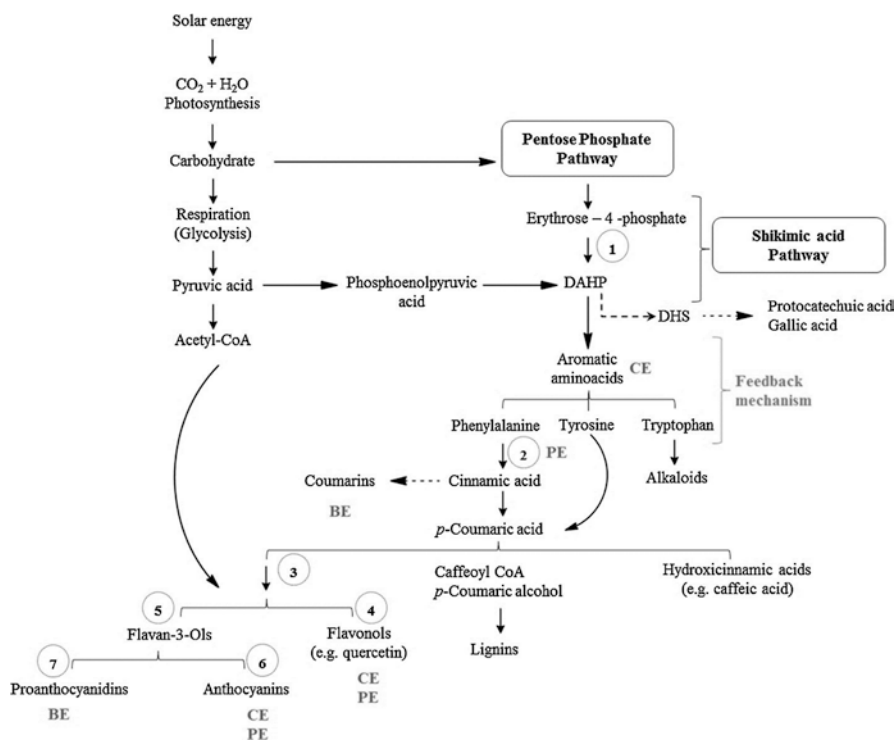 Solar energy
CO₂ + H₂O
Photosynthesis
Carbohydrate
Pentose Phosphate
Pathway
Respiration
(Glycolysis)
Erythrose – 4 -phosphate
1
Shikimic acid
Pathway
Pyruvic acid
Phosphoenolpyruvic
acid
DAHP
DHS
Protocatechuic acid
Gallic acid
Acetyl-CoA
Aromatic
aminoacids
CE
Feedback
mechanism
Phenylalanine
Tyrosine
Tryptophan
2
PE
Coumarins
BE
Cinnamic acid
Alkaloids
p-Coumaric acid
3
Caffeoyl CoA
p-Coumaric alcohol
Hydroxicinnamic acids
(e.g. caffeic acid)
5
Flavan-3-Ols
4
Flavonols
(e.g. quercetin)
CE
PE
Lignins
7
Proanthocyanidins
BE
6
Anthocyanins
CE
PE